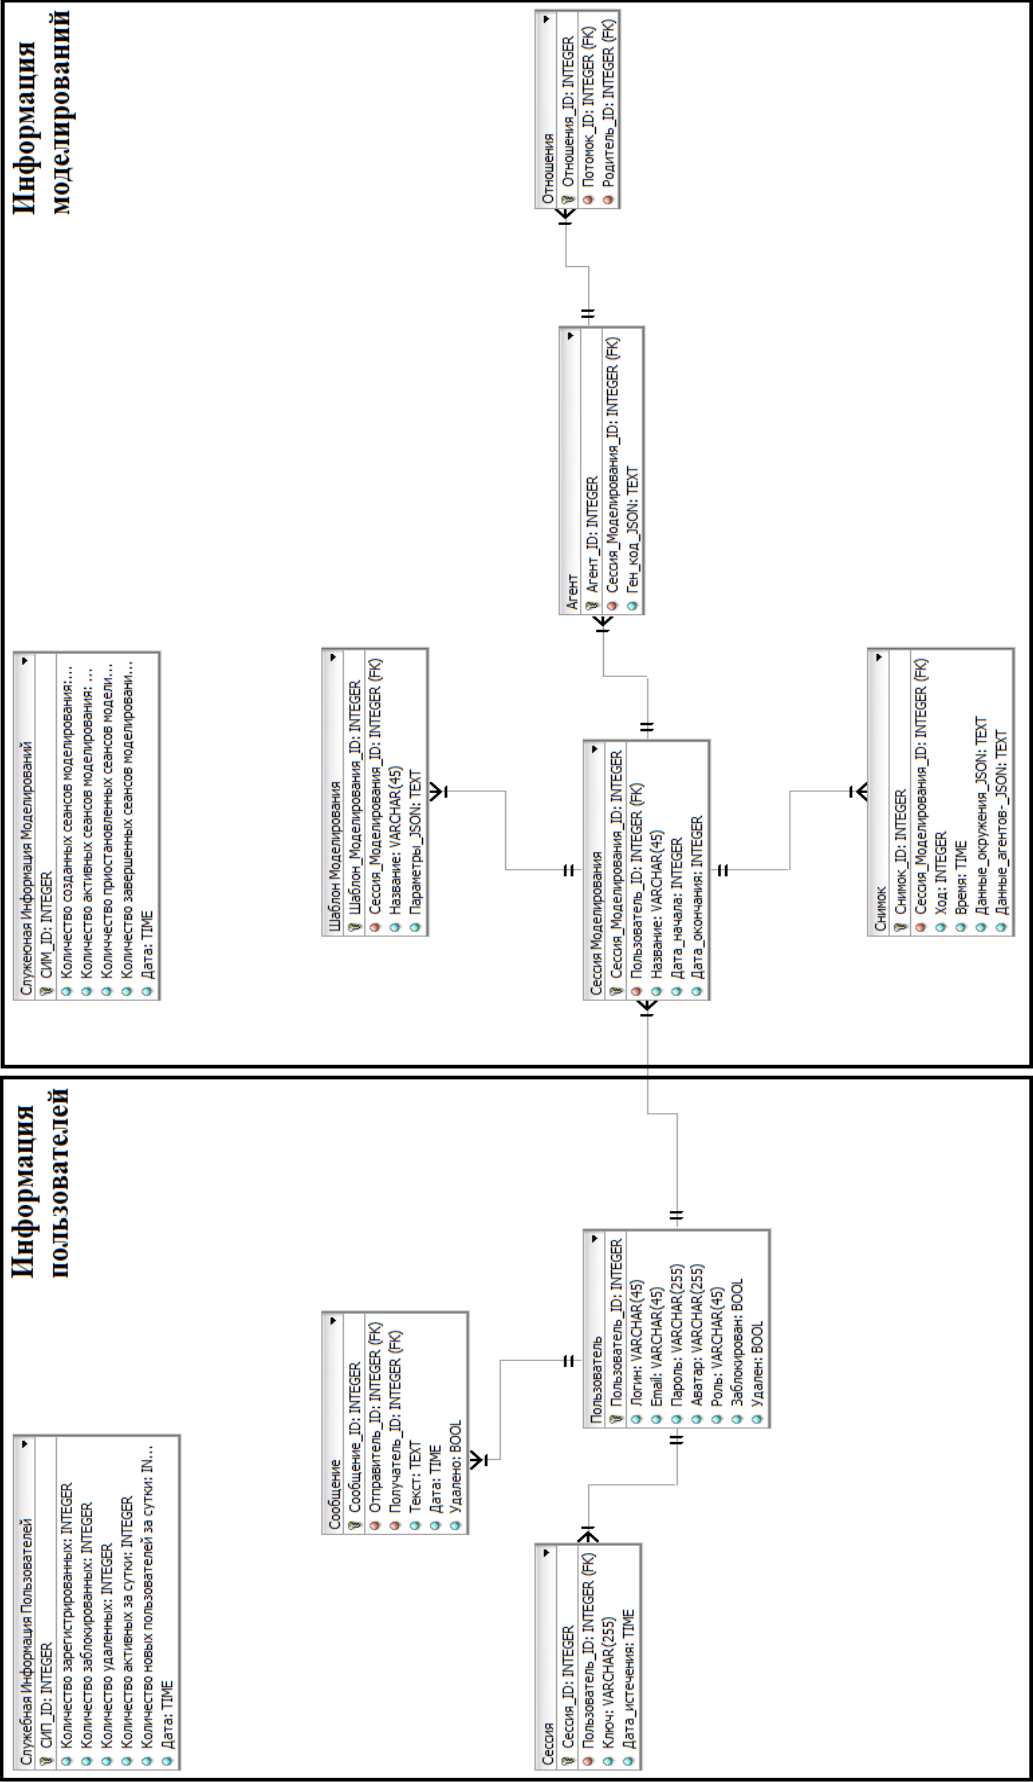 Информация
пользователей
Служебная Информация Пользователей
СИП_ID: INTEGER
Количество зарегистрированных: INTEGER
Количество заблокированных: INTEGER
Количество удаленных: INTEGER
Количество активных за сутки: INTEGER
Количество новых пользователей за сутки: IN...
Дата: TIME
Сообщение
Сообщение_ID: INTEGER
Отправитель_ID: INTEGER (FK)
Получатель_ID: INTEGER (FK)
Текст: TEXT
Дата: TIME
Удалено: BOOL
Сессия
Сессия_ID: INTEGER
Пользователь_ID: INTEGER (FK)
Ключ: VARCHAR(255)
Дата_истечения: TIME
Пользователь
Пользователь_ID: INTEGER
Логин: VARCHAR(45)
Email: VARCHAR(45)
Пароль: VARCHAR(255)
Аватар: VARCHAR(255)
Роль: VARCHAR(45)
Заблокирован: BOOL
Удален: BOOL
Информация
моделирований
Служеюная Информация Моделирований
СИМ_ID: INTEGER
Количество созданных сеансов моделирования:...
Количество активных сеансов моделирования: ...
Количчество приостановленных сеансов модели...
Количество завершенных сеансов моделировани...
Дата: TIME
Шаблон Моделирования
Шаблон_Моделирования_ID: INTEGER
Сессия_Моделирования_ID: INTEGER (FK)
Название: VARCHAR(45)
Параметры_JSON: TEXT
Сессия Моделирования
Сессия_Моделирования_ID: INTEGER
Пользователь_ID: INTEGER (FK)
Название: VARCHAR(45)
Дата_начала: INTEGER
Дата_окончания: INTEGER
Снимок
Снимок_ID: INTEGER
Сессия_Моделирования_ID: INTEGER (FK)
Ход: INTEGER
Время: TIME
Данные_окружения_JSON: TEXT
Данные_агентов-_JSON: TEXT
Агент
Агент_ID: INTEGER
Сессия_Моделирования_ID: INTEGER (FK)
Ген_код_JSON: TEXT
Отношения
Отношения_ID: INTEGER
Потомок_ID: INTEGER (FK)
Родитель_ID: INTEGER (FK)